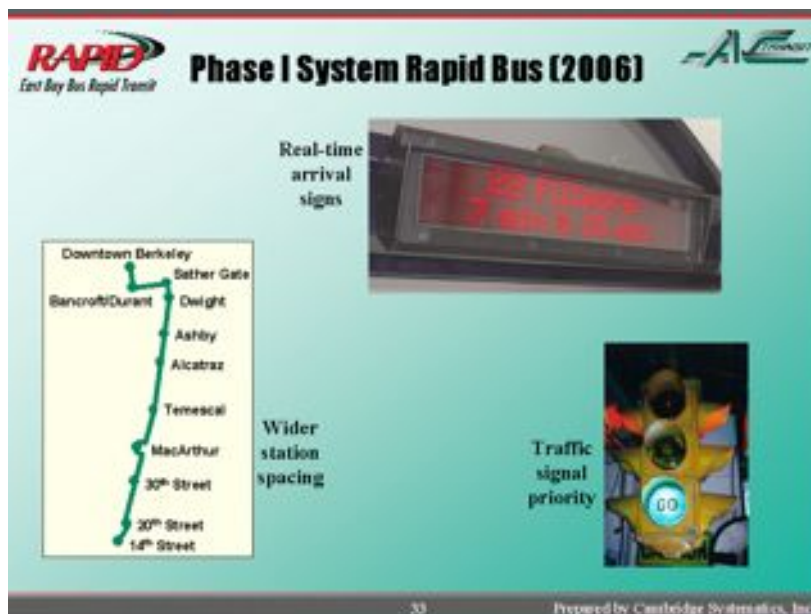 RAPID
East Bay Bus Rapid Transit
Phase I System Rapid Bus (2006)
AC TRANSIT
Real-time
arrival
signs
Downtown Berkeley
Sather Gate
Bancroft/Durant
Dwight
Ashby
Alcatraz
Temescal
MacArthur
30th Street
20th Street
14th Street
Wider
station
spacing
Traffic
signal
priority
GO
33
Prepared by Cambridge Systematics, Inc